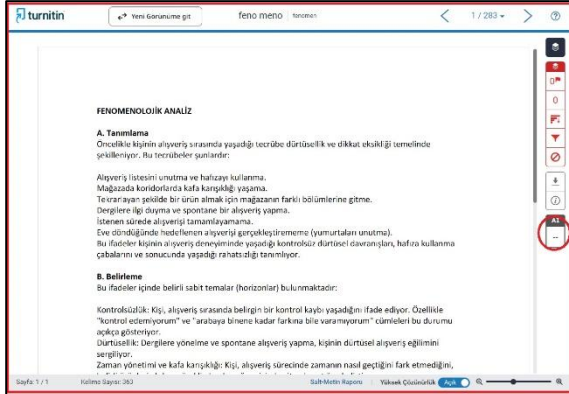 turnitin
Yeni Görünüme git
feno meno
fenomen
1 / 283
FENOMENOLOJİK ANALİZ
A. Tanımlama
Öncelikle kişinin alışveriş sırasında yaşadığı tecrübe dürtüsellik ve dikkat eksikliği temelinde
şekilleniyor. Bu tecrübeler şunlardır:
Alışveriş listesini unutma ve hafızayı kullanma.
Mağazada koridorlarda kafa karışıklığı yaşama.
Tekrarlayan şekilde bir ürün almak için mağazanın farklı bölümlerine gitme.
Dergilere ilgi duyma ve spontane bir alışveriş yapma.
İstenen sürede alışverişi tamamlayamama.
Eve döndüğünde hedeflenen alışverişi gerçekleştirememe (yumurtaları unutma).
Bu ifadeler kişinin alışveriş deneyiminde yaşadığı kontrolsüz dürtüsel davranışları, hafıza kullanma
çabalarını ve sonucunda yaşadığı rahatsızlığı tanımlıyor.
B. Belirleme
Bu ifadeler içinde belirli sabit temalar (horizonlar) bulunmaktadır:
Kontrolsüzlük: Kişi, alışveriş sırasında belirgin bir kontrol kaybı yaşadığını ifade ediyor. Özellikle
"kontrol edemiyorum" ve "arabaya binene kadar farkına bile varamıyorum" cümleleri bu durumu
açıkça gösteriyor.
Dürtüsellik: Dergilere yönelme ve spontane alışveriş yapma, kişinin dürtüsel alışveriş eğilimini
sergiliyor.
Zaman yönetimi ve kafa karışıklığı: Kişi, alışveriş sürecinde zamanın nasıl geçtiğini fark etmediğini,
0
0
AI
--
Sayfa: 1 / 1
Kelime Sayısı: 363
Salt-Metin Raporu
Yüksek Çözünürlük
Açık